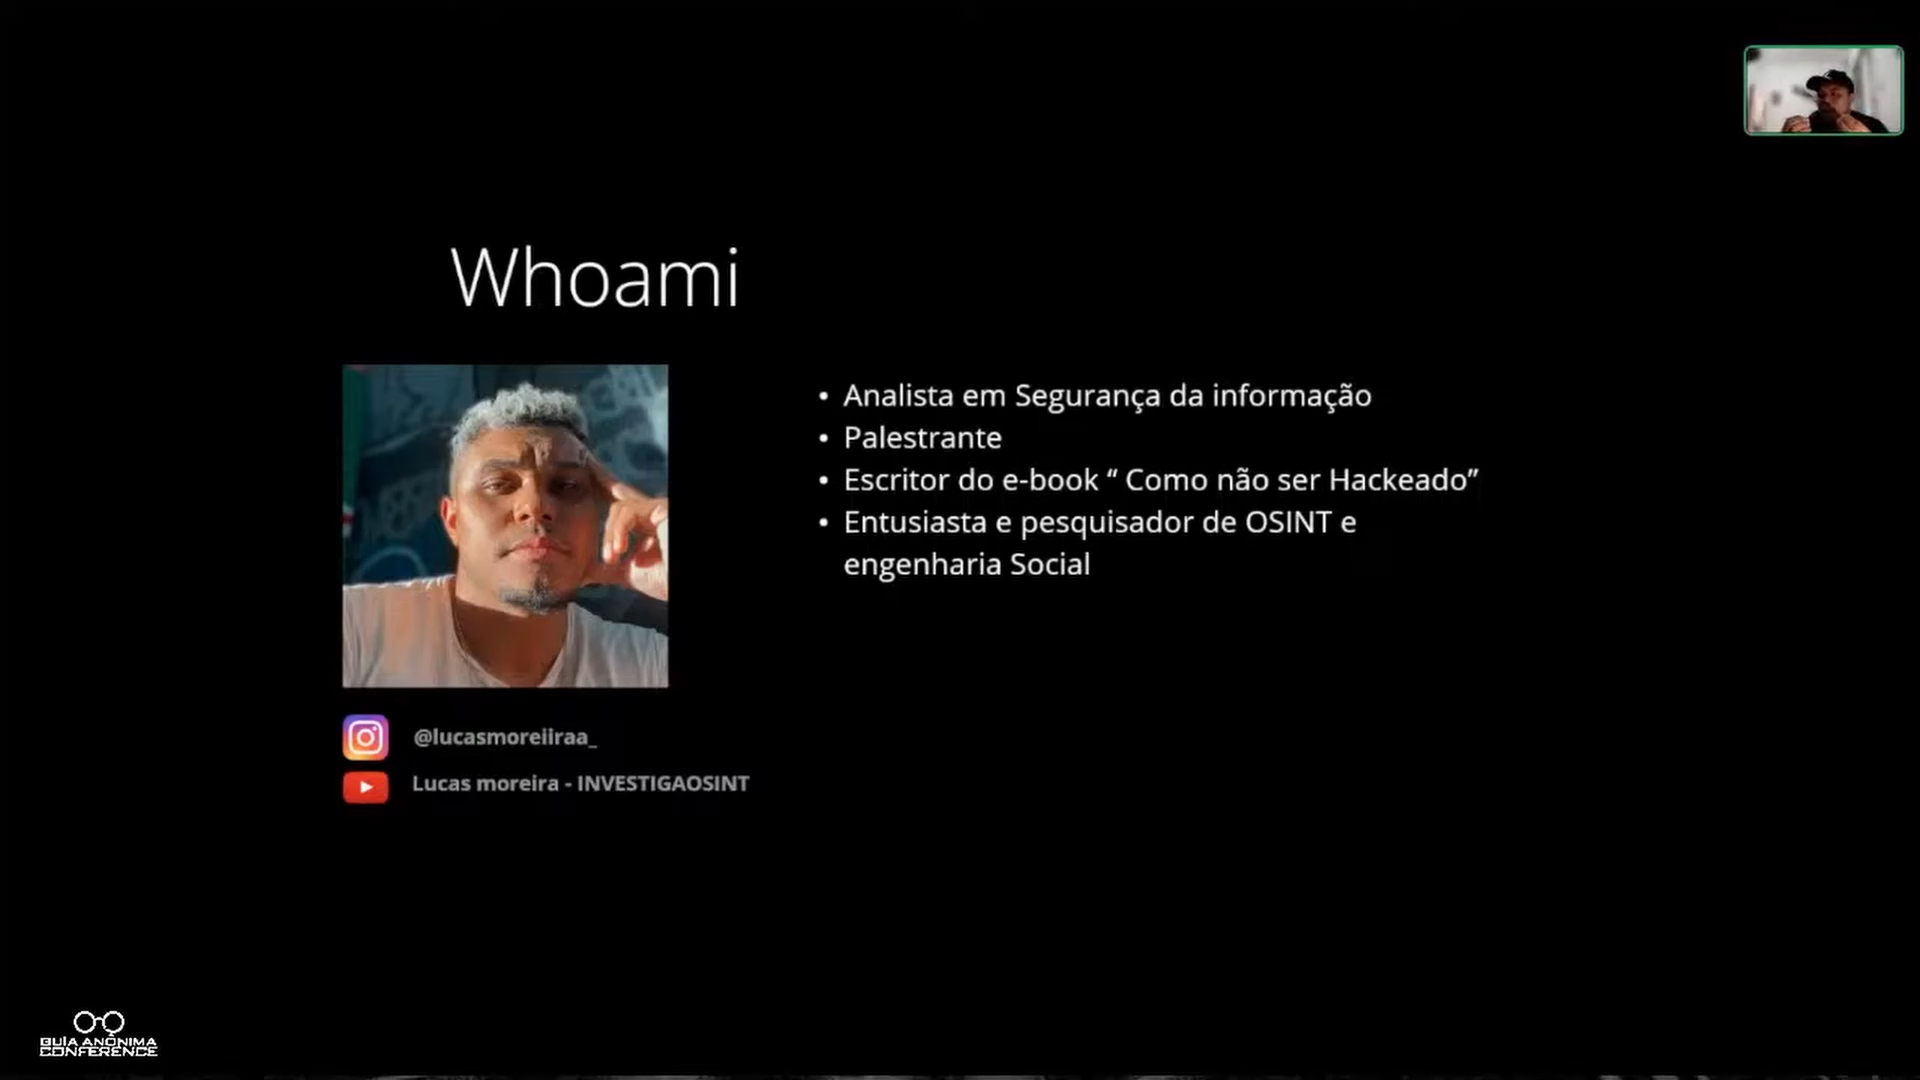 Whoami
• Analista em Segurança da informação
• Palestrante
• Escritor do e-book “ Como não ser Hackeado”
• Entusiasta e pesquisador de OSINT e
engenharia Social
@lucasmoreiiraa_
Lucas moreira - INVESTIGAOSINT
GUIA ANÔNIMA
CONFERENCE